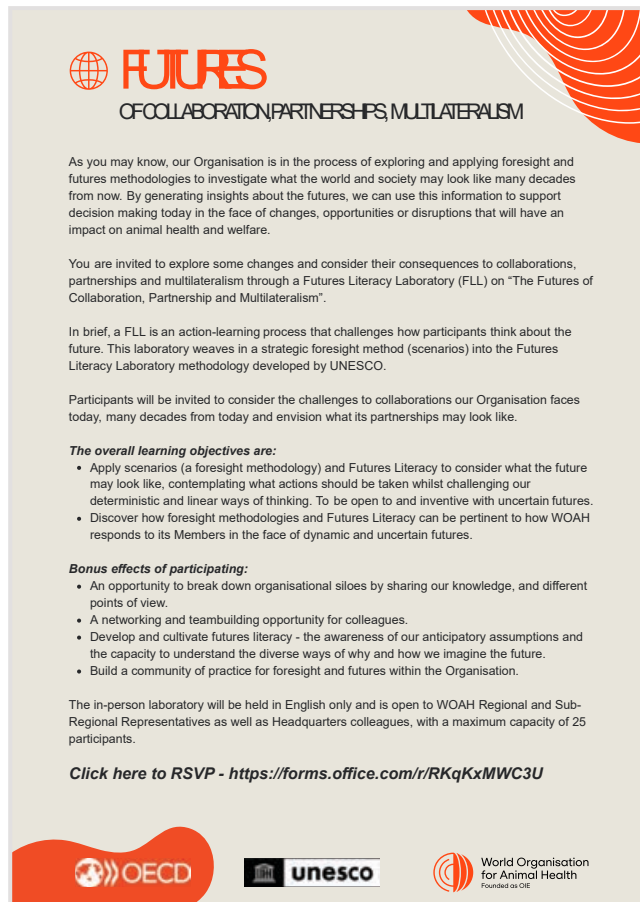 FUTURES
OF COLLABORATION, PARTNERSHIPS, MULTILATERALISM
As you may know, our Organisation is in the process of exploring and applying foresight and
futures methodologies to investigate what the world and society may look like many decades
from now. By generating insights about the futures, we can use this information to support
decision making today in the face of changes, opportunities or disruptions that will have an
impact on animal health and welfare.
You are invited to explore some changes and consider their consequences to collaborations,
partnerships and multilateralism through a Futures Literacy Laboratory (FLL) on “The Futures of
Collaboration, Partnership and Multilateralism”.
In brief, a FLL is an action-learning process that challenges how participants think about the
future. This laboratory weaves in a strategic foresight method (scenarios) into the Futures
Literacy Laboratory methodology developed by UNESCO.
Participants will be invited to consider the challenges to collaborations our Organisation faces
today, many decades from today and envision what its partnerships may look like.
The overall learning objectives are:
• Apply scenarios (a foresight methodology) and Futures Literacy to consider what the future
may look like, contemplating what actions should be taken whilst challenging our
deterministic and linear ways of thinking. To be open to and inventive with uncertain futures.
• Discover how foresight methodologies and Futures Literacy can be pertinent to how WOAH
responds to its Members in the face of dynamic and uncertain futures.
Bonus effects of participating:
• An opportunity to break down organisational siloes by sharing our knowledge, and different
points of view.
• A networking and teambuilding opportunity for colleagues.
• Develop and cultivate futures literacy - the awareness of our anticipatory assumptions and
the capacity to understand the diverse ways of why and how we imagine the future.
• Build a community of practice for foresight and futures within the Organisation.
The in-person laboratory will be held in English only and is open to WOAH Regional and Sub-
Regional Representatives as well as Headquarters colleagues, with a maximum capacity of 25
participants.
Click here to RSVP - https://forms.office.com/r/RKqKxMWC3U
OECD
unesco
World Organisation
for Animal Health
Founded as OIE